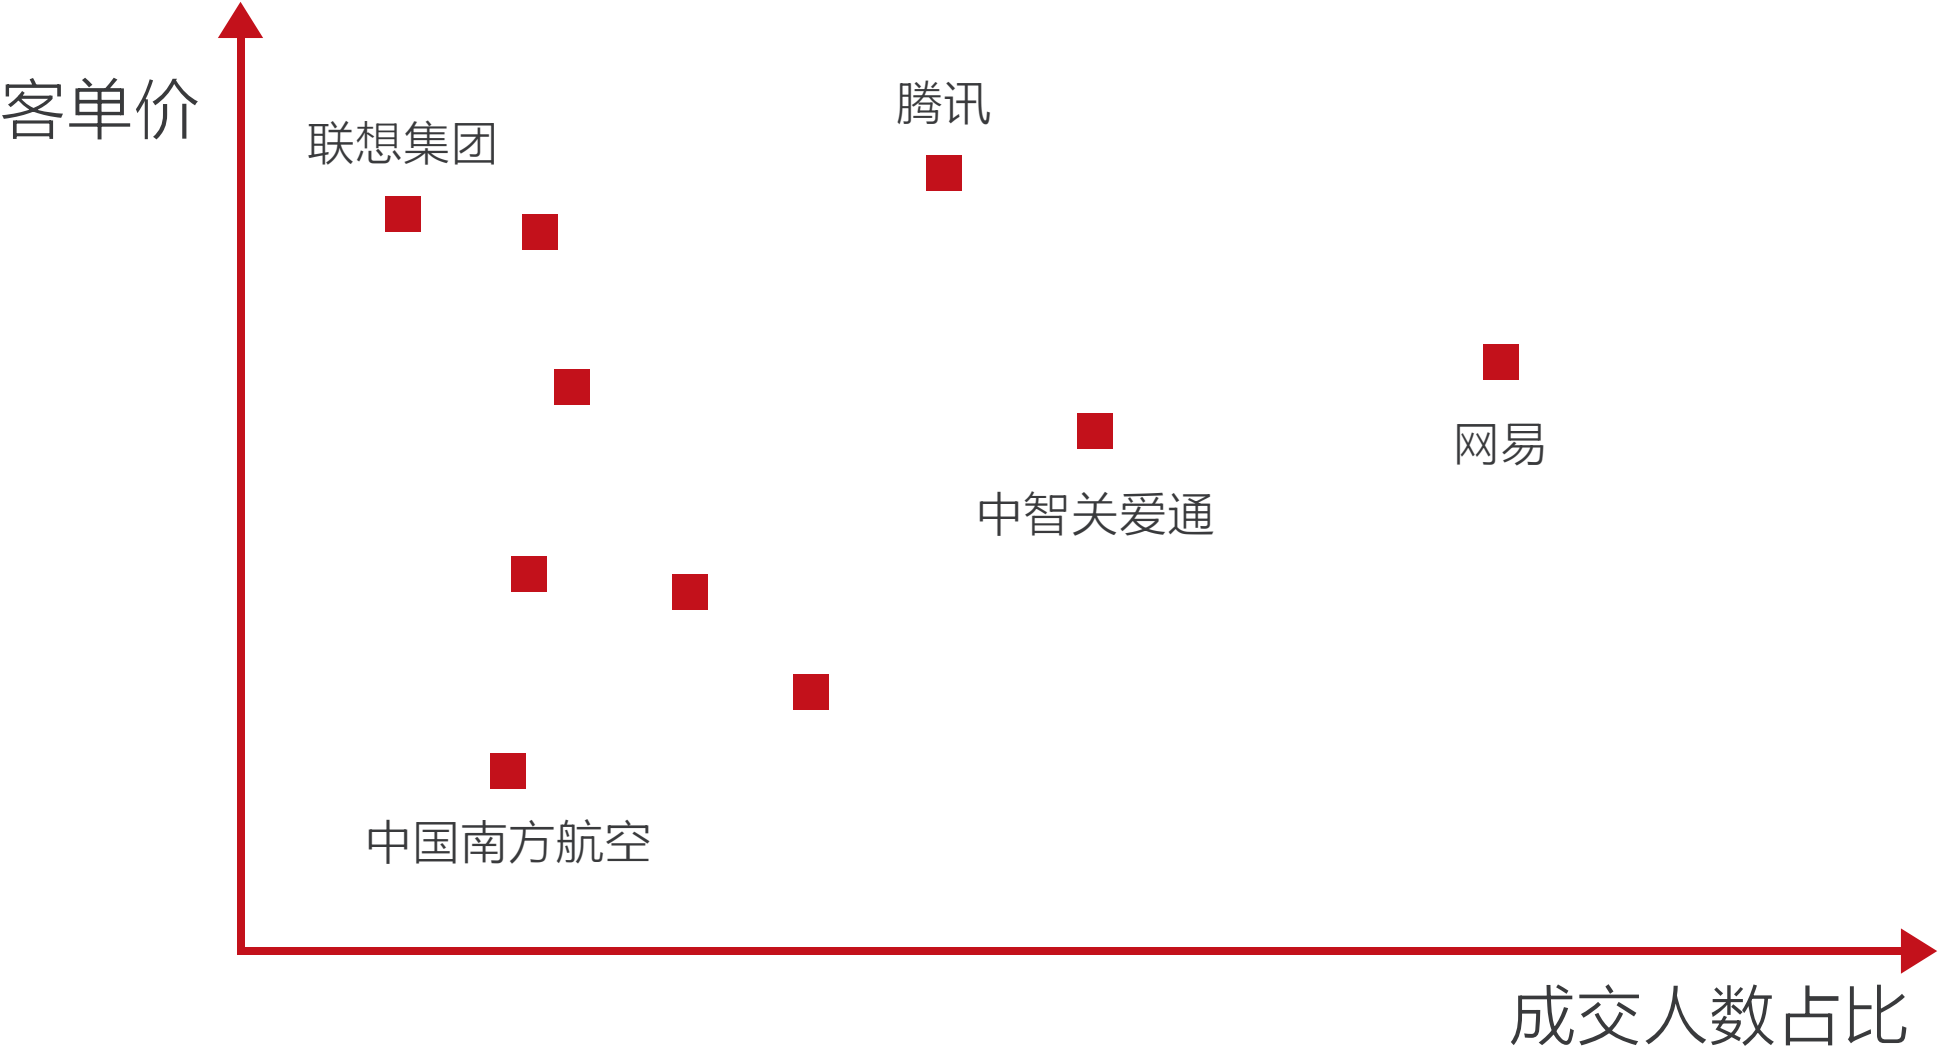 客单价
联想集团
腾讯
网易
中智关爱通
中国南方航空
成交人数占比